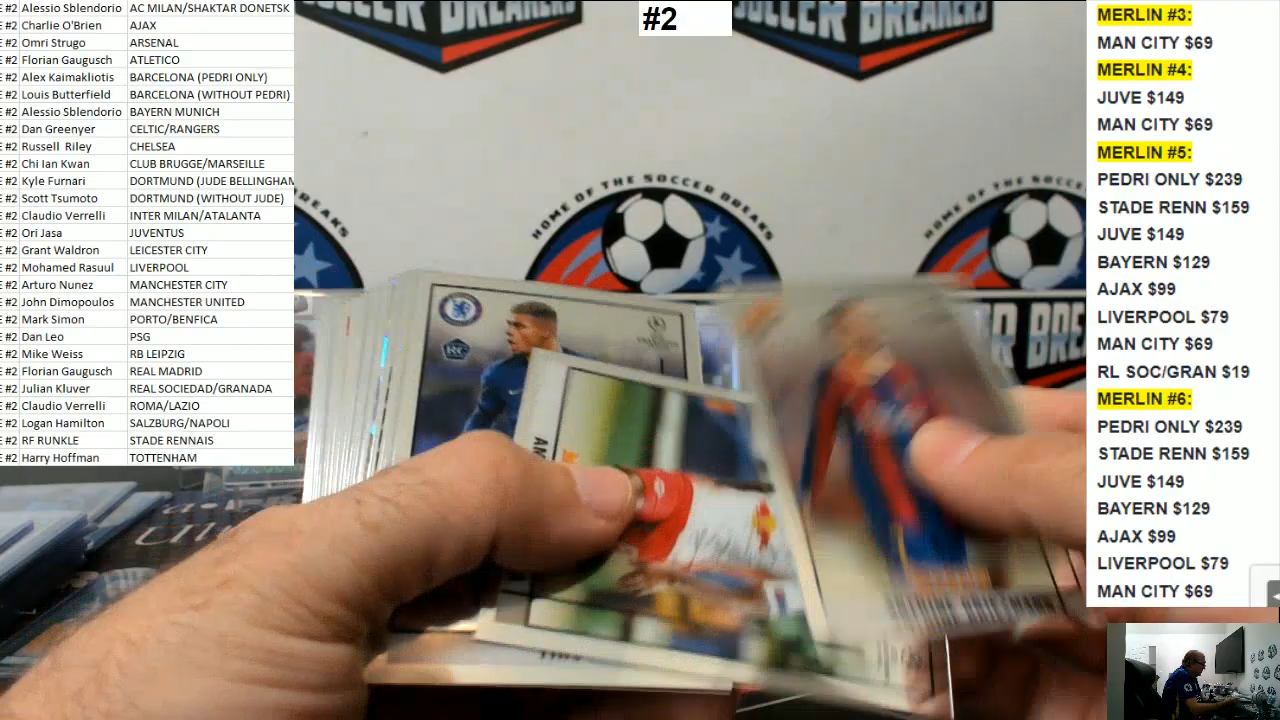 E #2 Alessio Sblendorio AC MILAN/SHAKTAR DONETSK
E #2 Charlie O'Brien AJAX
E #2 Omri Strugo ARSENAL
E #2 Florian Gaugusch ATLETICO
E #2 Alex Kaimakliotis BARCELONA (PEDRI ONLY)
E #2 Louis Butterfield BARCELONA (WITHOUT PEDRI)
E #2 Alessio Sblendorio BAYERN MUNICH
E #2 Dan Greenyer CELTIC/RANGERS
E #2 Russell Riley CHELSEA
E #2 Chi Ian Kwan CLUB BRUGGE/MARSEILLE
E #2 Kyle Furnari DORTMUND (JUDE BELLINGHAM
E #2 Scott Tsumoto DORTMUND (WITHOUT JUDE)
E #2 Claudio Verrelli INTER MILAN/ATALANTA
E #2 Ori Jasa JUVENTUS
E #2 Grant Waldron LEICESTER CITY
E #2 Mohamed Rasuul LIVERPOOL
E #2 Arturo Nunez MANCHESTER CITY
E #2 John Dimopoulos MANCHESTER UNITED
E #2 Mark Simon PORTO/BENFICA
E #2 Dan Leo PSG
E #2 Mike Weiss RB LEIPZIG
E #2 Florian Gaugusch REAL MADRID
E #2 Julian Kluver REAL SOCIEDAD/GRANADA
E #2 Claudio Verrelli ROMA/LAZIO
E #2 Logan Hamilton SALZBURG/NAPOLI
E #2 RF RUNKLE STADE RENNAIS
E #2 Harry Hoffman TOTTENHAM
#2
SOCCER BREAKERS
SOCCER BREAKERS
HOME OF THE SOCCER BREAKS
RC
MERLIN #3:
MAN CITY $69
MERLIN #4:
JUVE $149
MAN CITY $69
MERLIN #5:
PEDRI ONLY $239
STADE RENN $159
JUVE $149
BAYERN $129
AJAX $99
LIVERPOOL $79
MAN CITY $69
RL SOC/GRAN $19
MERLIN #6:
PEDRI ONLY $239
STADE RENN $159
JUVE $149
BAYERN $129
AJAX $99
LIVERPOOL $79
MAN CITY $69